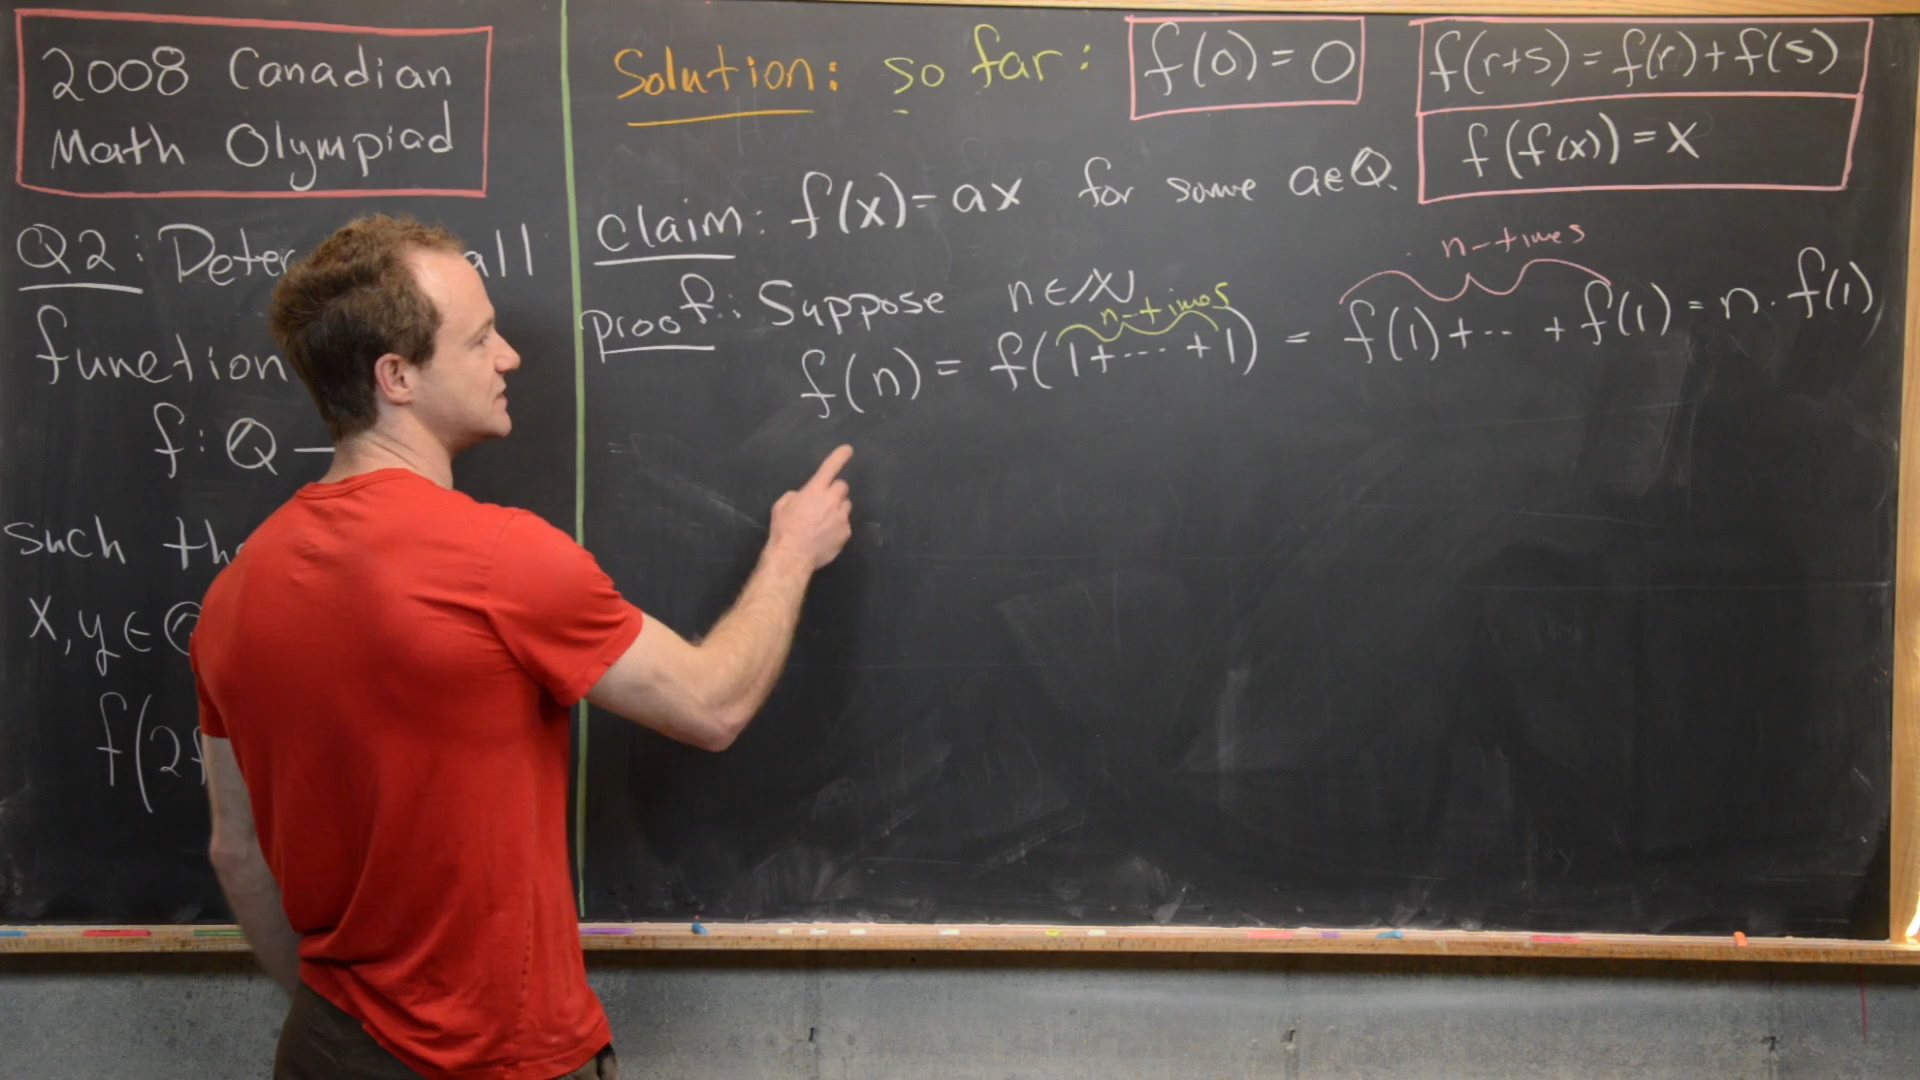 2008 Canadian
Math Olympiad
Q2: Deter all
function
f: Q —
such th
x, y ∈ Q
f(2f
Solution: so far: f(0) = 0
f(r+s) = f(r) + f(s)
f(f(x)) = x
Claim: f(x) = ax for some a∈Q.
proof: Suppose n∈ℕ
n-times
n-times
f(n) = f(1+⋯+1) = f(1)+⋯+f(1) = n·f(1)